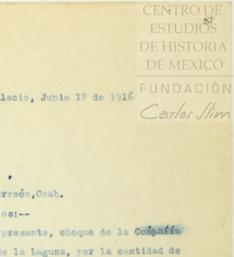 CENTRO DE
ESTUDIOS
DE HISTORIA
DE MEXICO
FUNDACIÓN
Carlos Slim
lacio, Junio 12 de 1916
,
rreón,Coah.
os:--
presente, cheque de la Compañía
de la Laguna, por la cantidad de